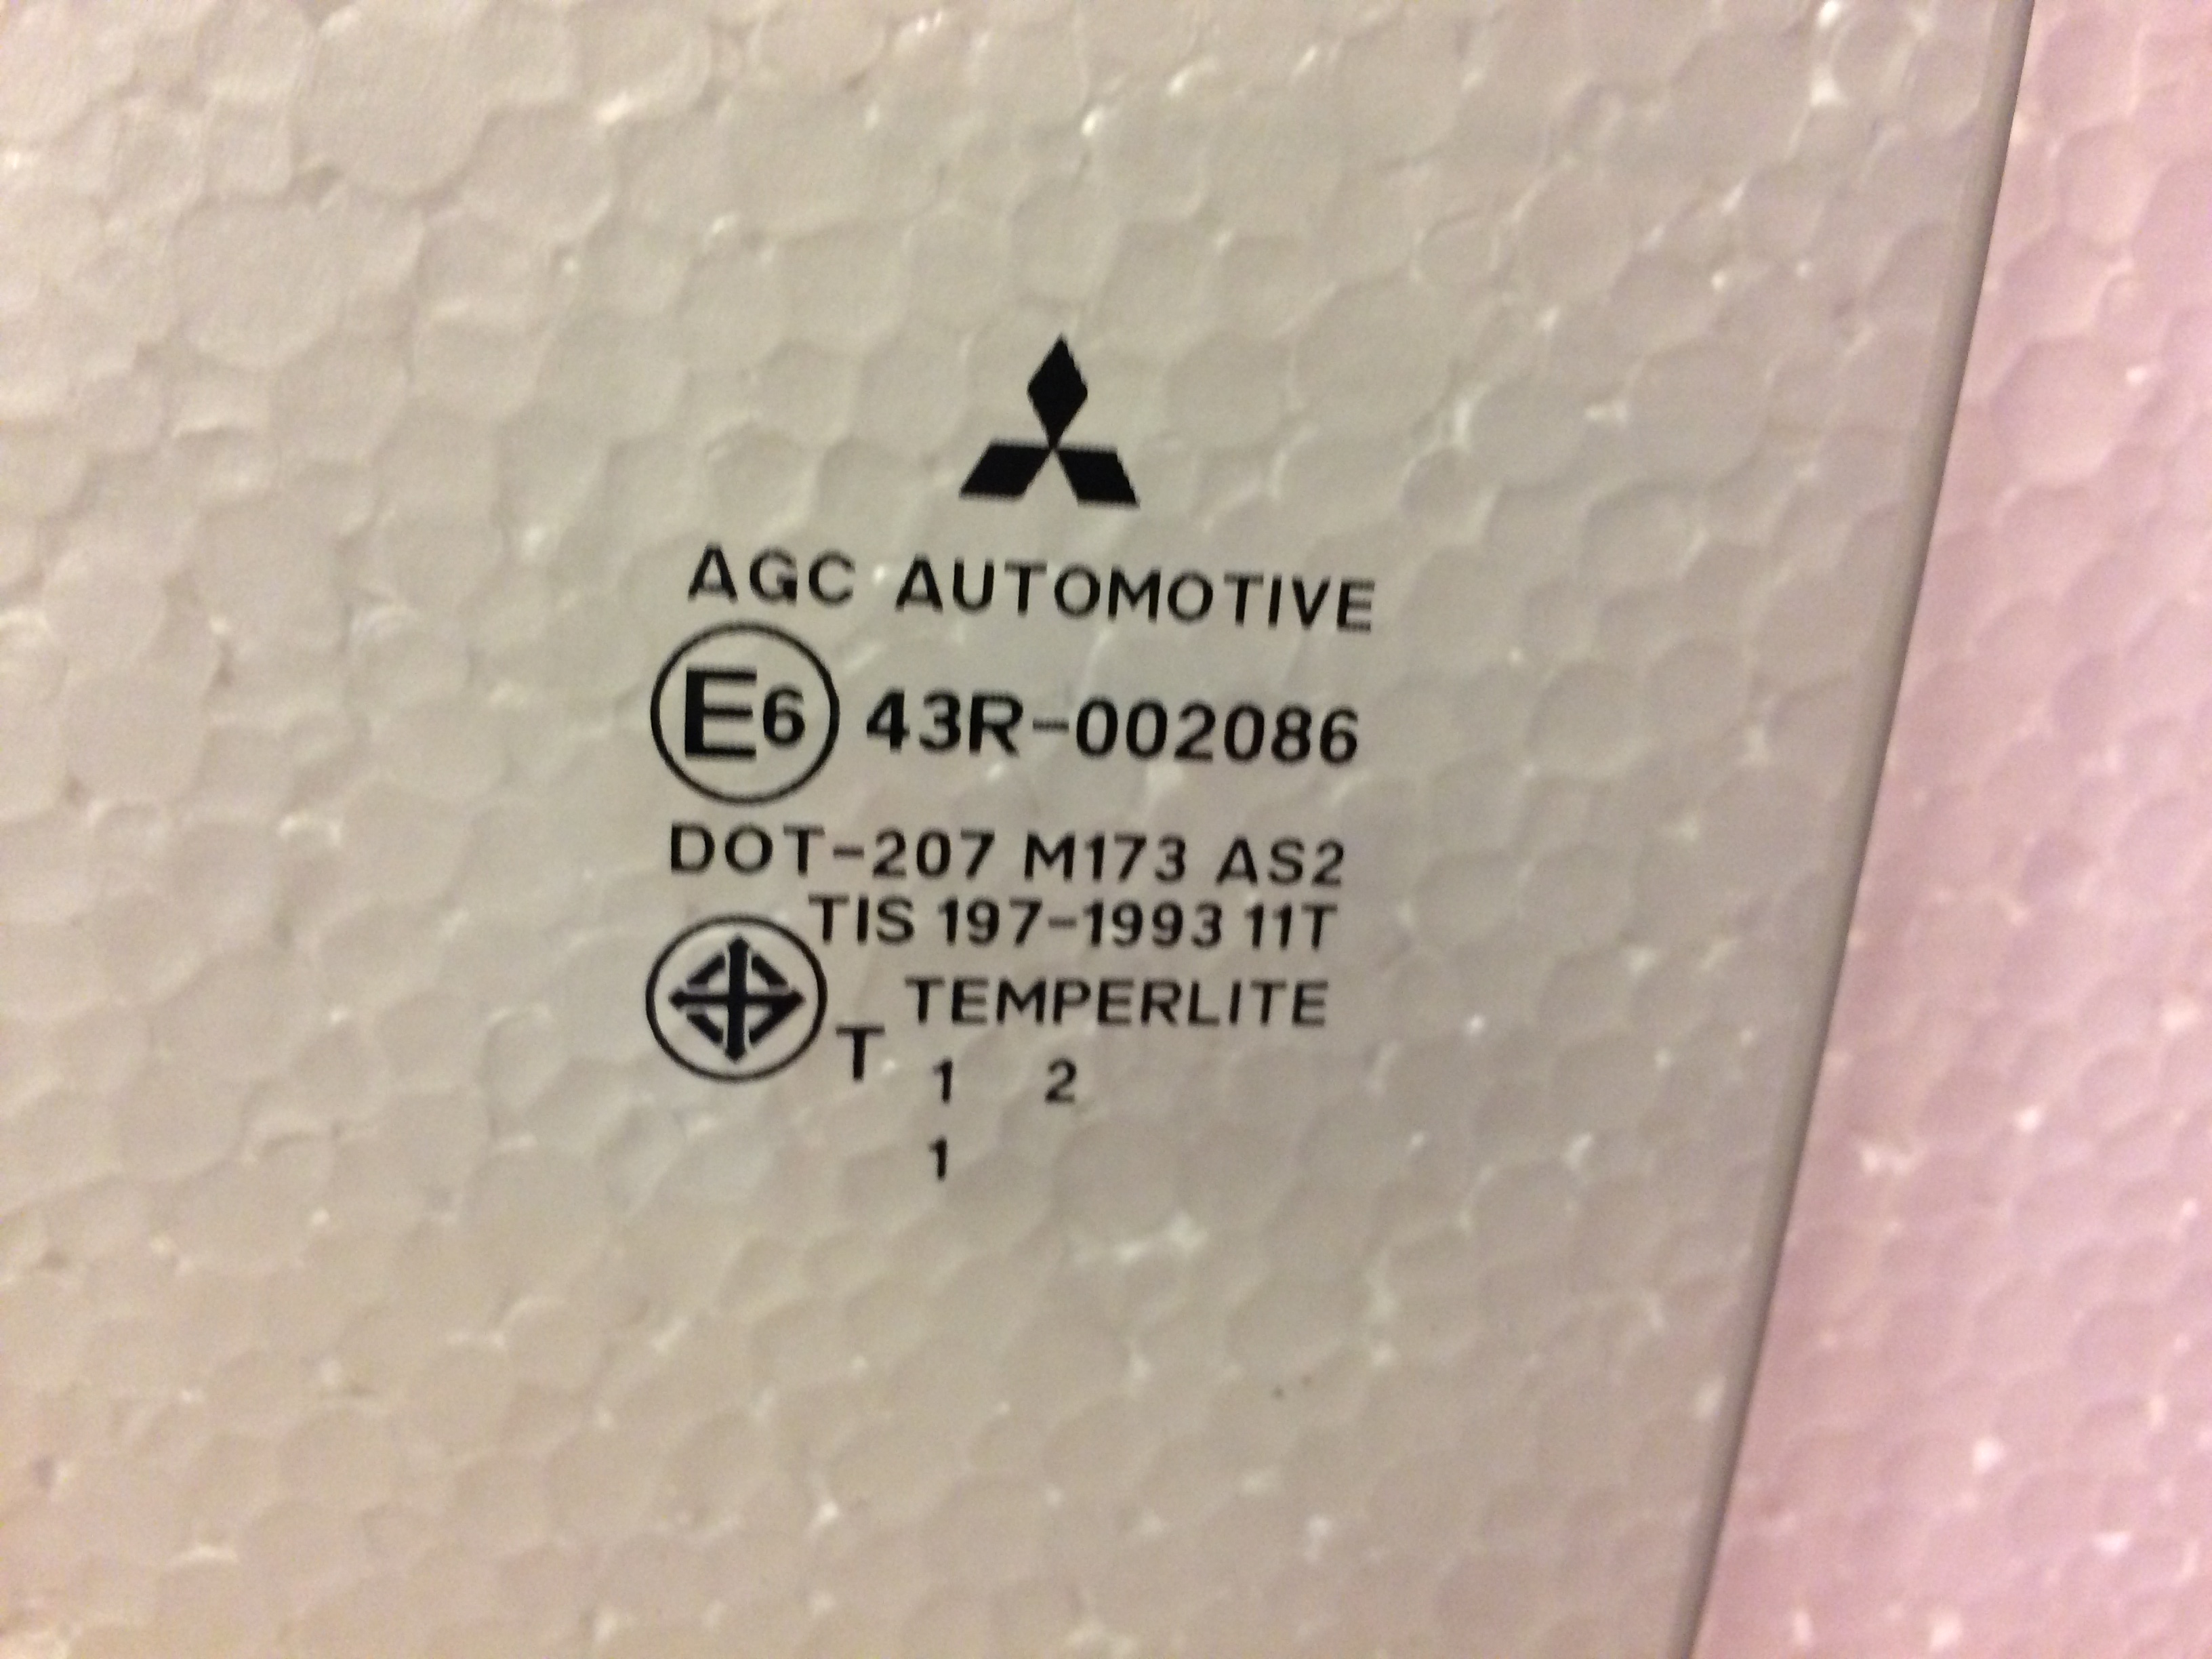 AGC AUTOMOTIVE
E6 43R-002086
DOT-207 M173 AS2
TIS 197-1993 11T
T TEMPERLITE
1 2
1